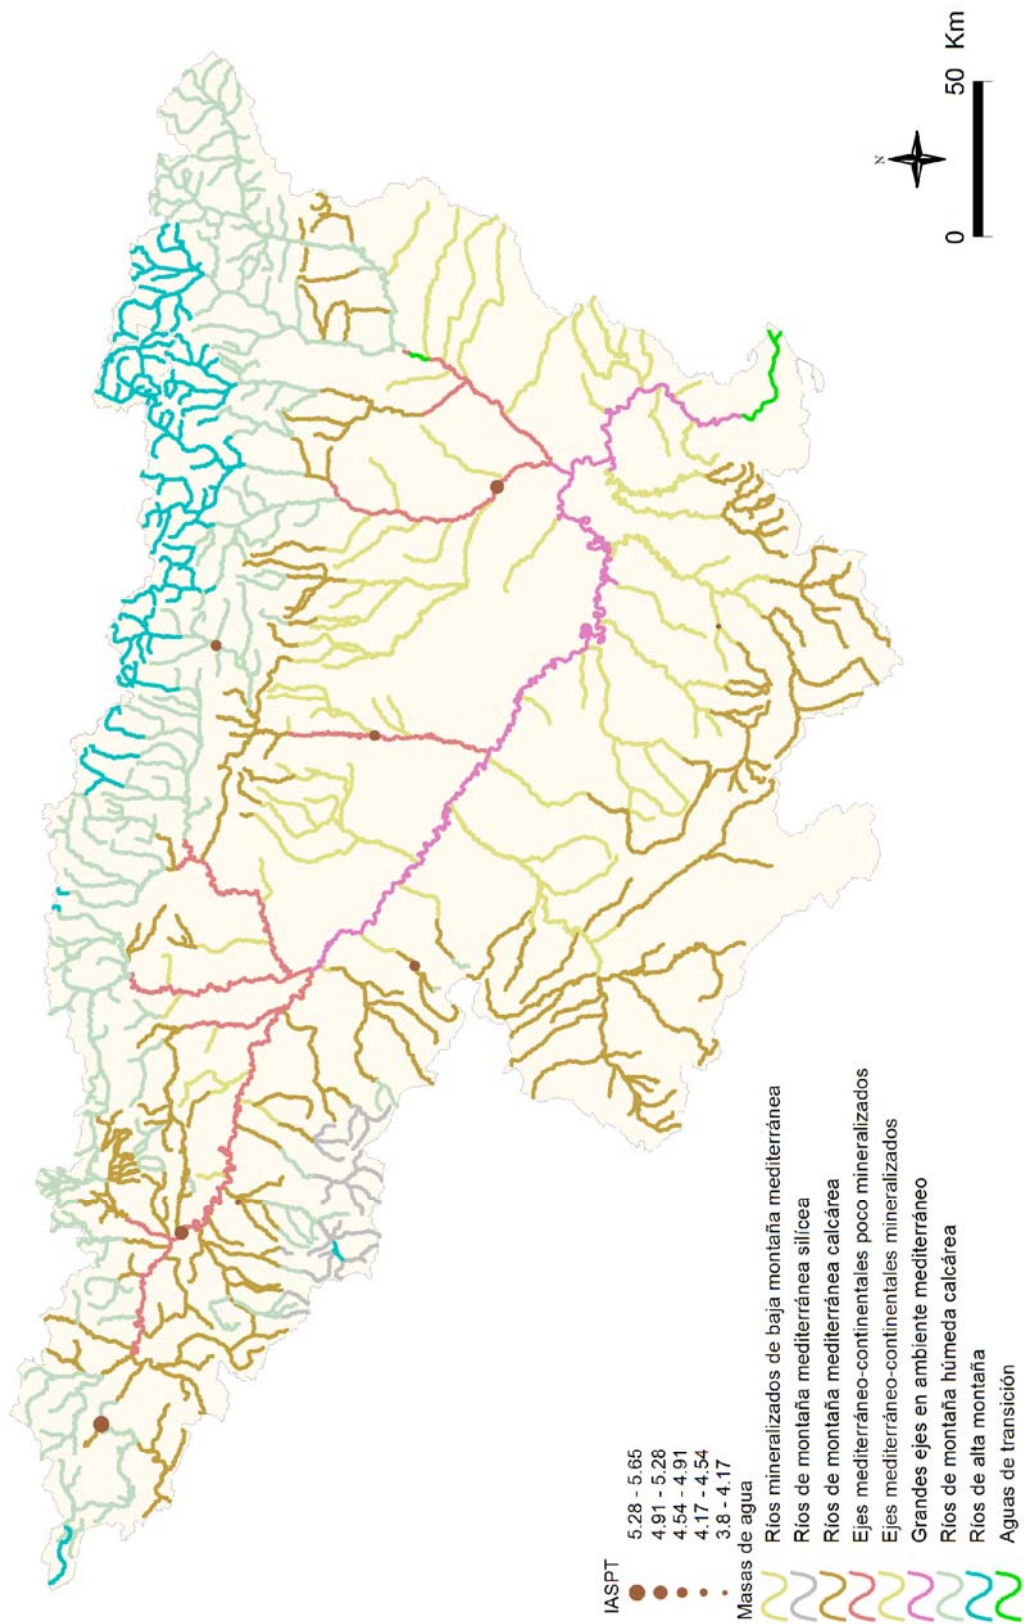 IASPT
5.28 - 5.65
4.91 - 5.28
4.54 - 4.91
4.17 - 4.54
3.8 - 4.17
Masas de agua
Ríos mineralizados de baja montaña mediterránea
Ríos de montaña mediterránea silícea
Ríos de montaña mediterránea calcárea
Ejes mediterráneo-continentales poco mineralizados
Ejes mediterráneo-continentales mineralizados
Grandes ejes en ambiente mediterráneo
Ríos de montaña húmeda calcárea
Ríos de alta montaña
Aguas de transición
N
0 50 Km